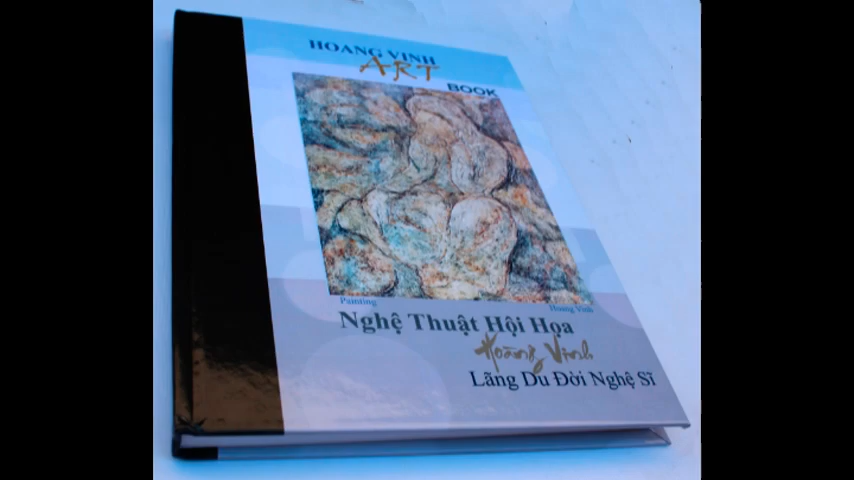 HOANG VINH
ART
BOOK
Painting
Hoang Vinh
Nghệ Thuật Hội Họa
Hoàng Vinh
Lãng Du Đời Nghệ Sĩ